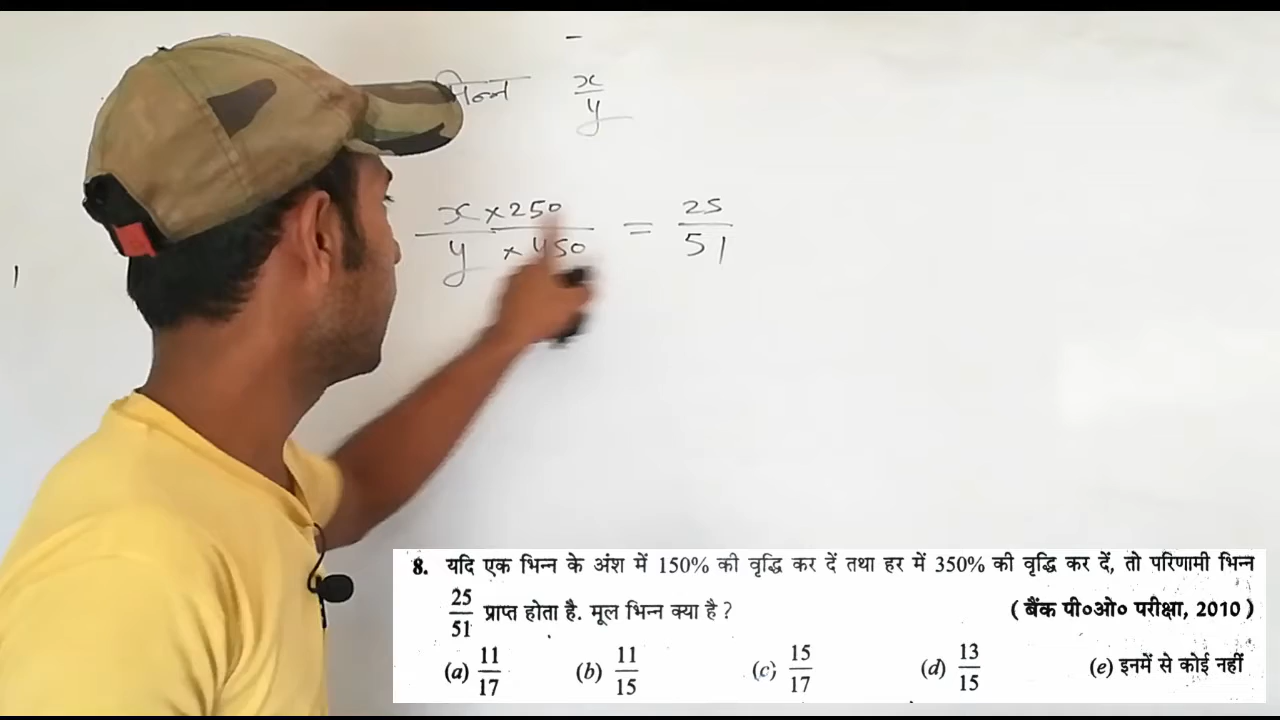 भिन्न x/y
x × 250 / y × 450 = 25/51
8. यदि एक भिन्न के अंश में 150% की वृद्धि कर दें तथा हर में 350% की वृद्धि कर दें, तो परिणामी भिन्न
25/51 प्राप्त होता है. मूल भिन्न क्या है ? ( बैंक पी०ओ० परीक्षा, 2010 )
(a) 11/17 (b) 11/15 (c) 15/17 (d) 13/15 (e) इनमें से कोई नहीं